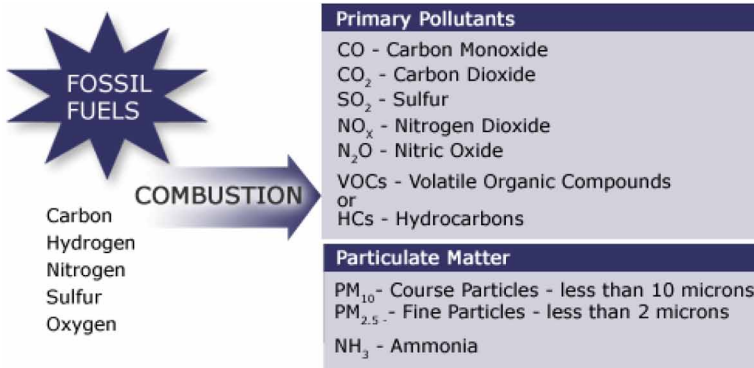 FOSSIL
FUELS
COMBUSTION
Carbon
Hydrogen
Nitrogen
Sulfur
Oxygen
Primary Pollutants
CO - Carbon Monoxide
CO₂ - Carbon Dioxide
SO₂ - Sulfur
NOₓ - Nitrogen Dioxide
N₂O - Nitric Oxide
VOCs - Volatile Organic Compounds
or
HCs - Hydrocarbons
Particulate Matter
PM₁₀- Course Particles - less than 10 microns
PM₂.₅ - - Fine Particles - less than 2 microns
NH₃ - Ammonia